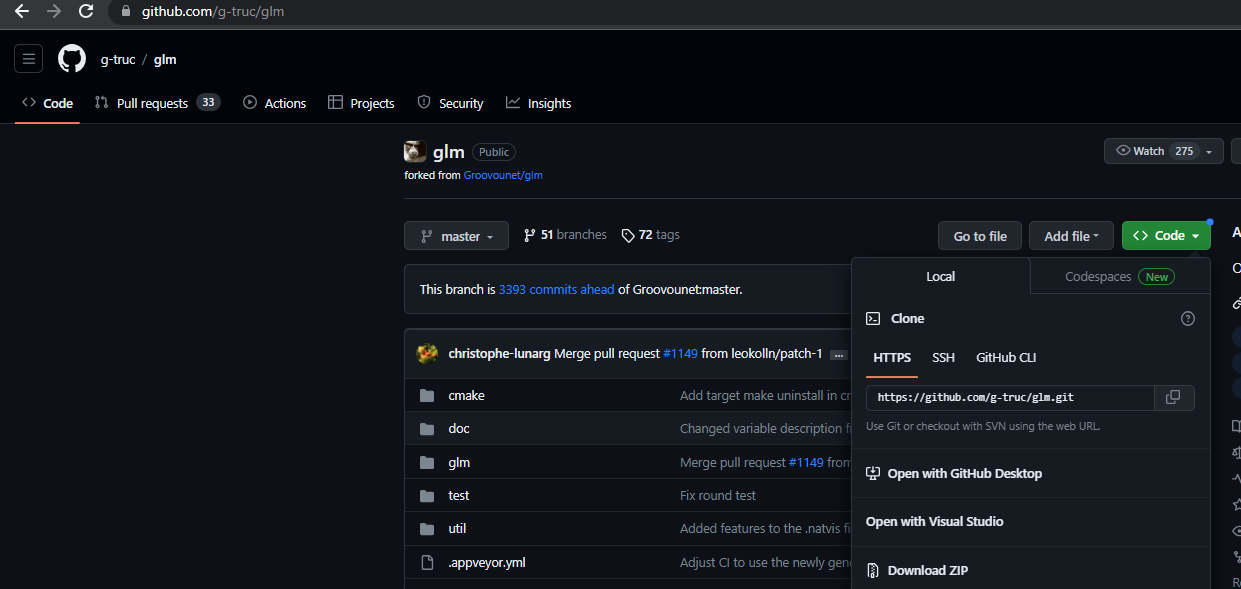 github.com/g-truc/glm
g-truc / glm
Code Pull requests 33 Actions Projects Security Insights
glm Public
Watch 275
forked from Groovounet/glm
master 51 branches 72 tags
Go to file Add file Code
This branch is 3393 commits ahead of Groovounet:master.
Local Codespaces New
Clone
HTTPS SSH GitHub CLI
https://github.com/g-truc/glm.git
Use Git or checkout with SVN using the web URL.
Open with GitHub Desktop
Open with Visual Studio
Download ZIP
christophe-lunarg Merge pull request #1149 from leokolln/patch-1 ...
cmake Add target make uninstall in
doc Changed variable description
glm Merge pull request #1149 from
test Fix round test
util Added features to the .natvis
.appveyor.yml Adjust CI to use the newly